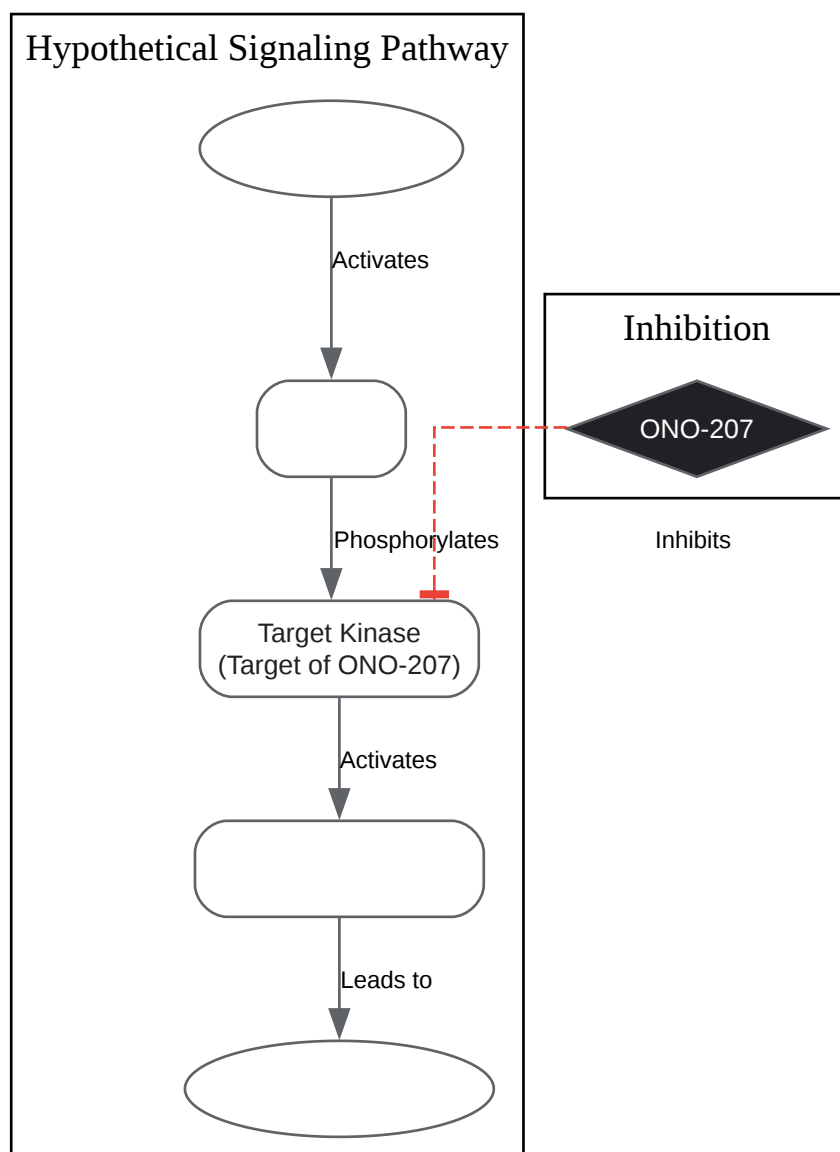 Hypothetical Signaling Pathway
Activates
Inhibition
ONO-207
Phosphorylates
Inhibits
Target Kinase
(Target of ONO-207)
Activates
Leads to